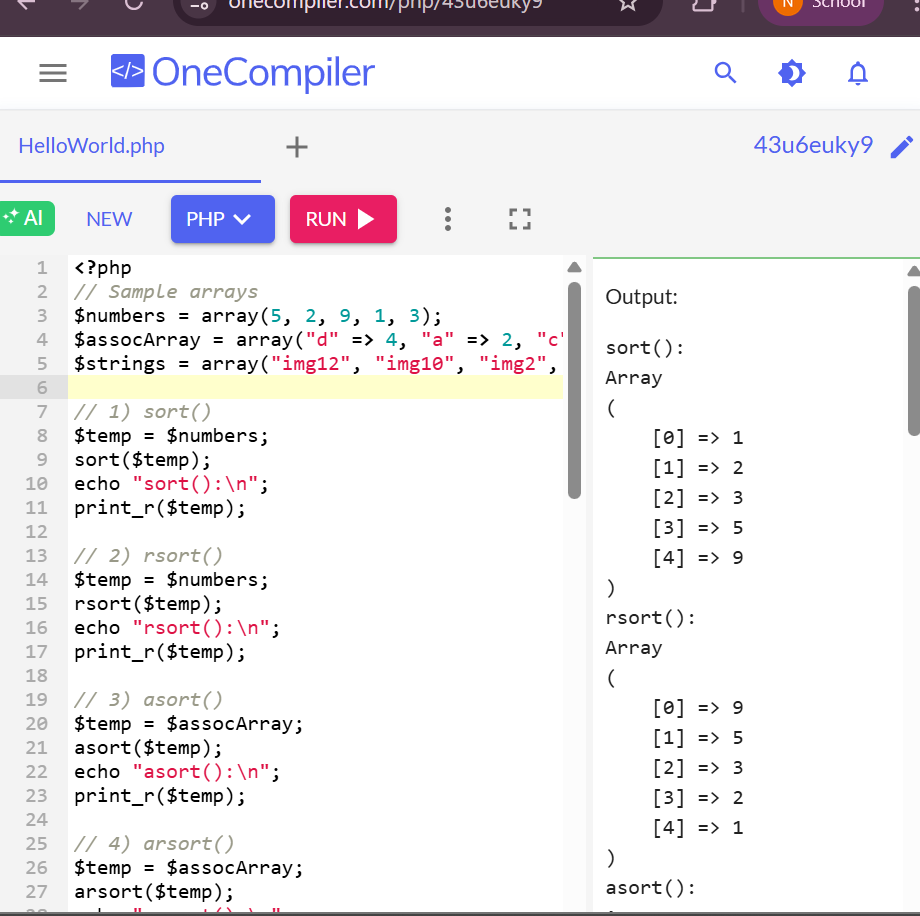 onecompiler.com/php/43u6euky9
N School
</> OneCompiler
HelloWorld.php
43u6euky9
AI NEW PHP RUN
1 <?php
2 // Sample arrays
3 $numbers = array(5, 2, 9, 1, 3);
4 $assocArray = array("d" => 4, "a" => 2, "c"
5 $strings = array("img12", "img10", "img2",
6
7 // 1) sort()
8 $temp = $numbers;
9 sort($temp);
10 echo "sort():\n";
11 print_r($temp);
12
13 // 2) rsort()
14 $temp = $numbers;
15 rsort($temp);
16 echo "rsort():\n";
17 print_r($temp);
18
19 // 3) asort()
20 $temp = $assocArray;
21 asort($temp);
22 echo "asort():\n";
23 print_r($temp);
24
25 // 4) arsort()
26 $temp = $assocArray;
27 arsort($temp);
Output:
sort():
Array
(
[0] => 1
[1] => 2
[2] => 3
[3] => 5
[4] => 9
)
rsort():
Array
(
[0] => 9
[1] => 5
[2] => 3
[3] => 2
[4] => 1
)
asort():